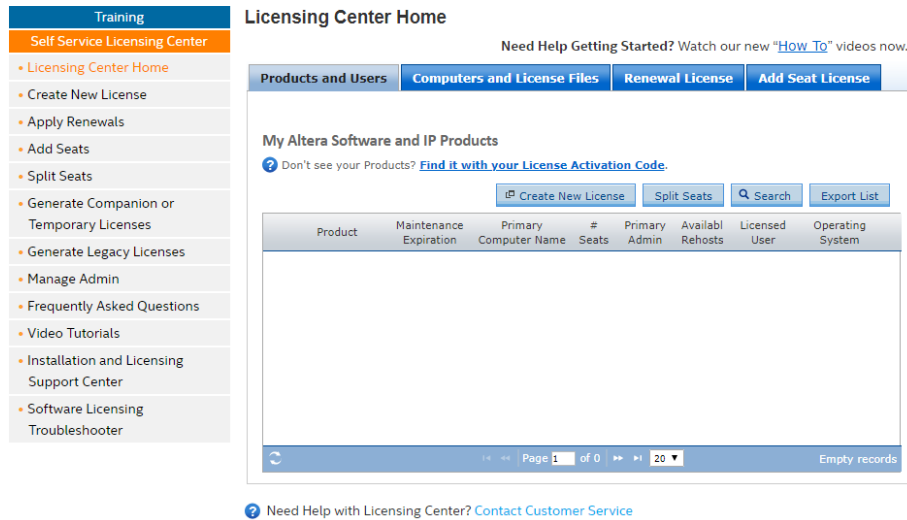 Training
Self Service Licensing Center
Licensing Center Home
Create New License
Apply Renewals
Add Seats
Split Seats
Generate Companion or
Temporary Licenses
Generate Legacy Licenses
Manage Admin
Frequently Asked Questions
Video Tutorials
Installation and Licensing
Support Center
Software Licensing
Troubleshooter
Licensing Center Home
Need Help Getting Started? Watch our new “How To” videos now.
Products and Users Computers and License Files Renewal License Add Seat License
My Altera Software and IP Products
? Don't see your Products? Find it with your License Activation Code.
Create New License Split Seats Search Export List
Product Maintenance Primary # Primary Availabl Licensed Operating
Expiration Computer Name Seats Admin Rehosts User System
Page 1 of 0 20 Empty records
? Need Help with Licensing Center? Contact Customer Service